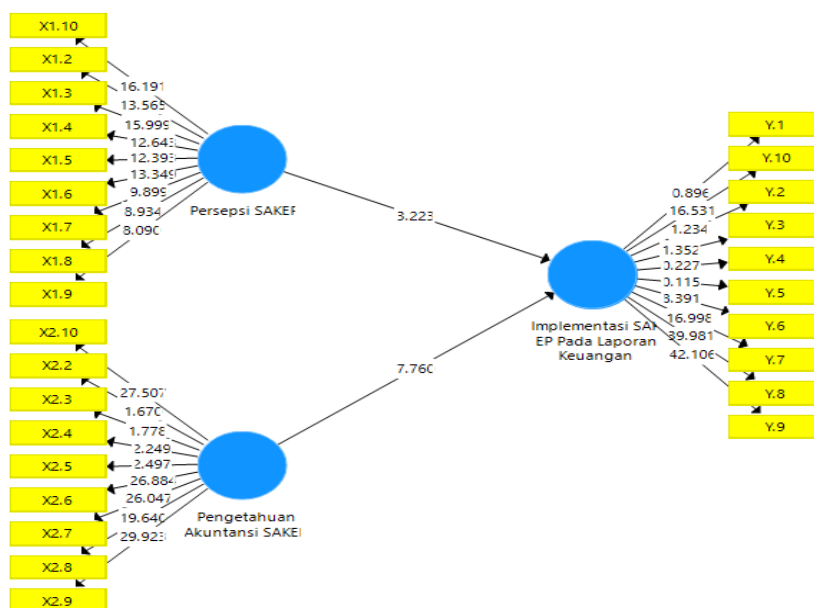 X1.10
X1.2
X1.3
X1.4
X1.5
X1.6
X1.7
X1.8
X1.9
16.191
13.565
15.999
12.643
12.393
13.349
9.899
8.934
8.090
Persepsi SAKEP
X2.10
X2.2
X2.3
X2.4
X2.5
X2.6
X2.7
X2.8
X2.9
27.507
1.670
1.778
2.249
2.497
26.884
26.047
19.640
29.923
Pengetahuan
Akuntansi SAKEP
3.223
7.760
Implementasi SAK
EP Pada Laporan
Keuangan
0.896
16.531
1.234
1.352
0.227
0.115
3.391
16.998
39.981
42.106
Y.1
Y.10
Y.2
Y.3
Y.4
Y.5
Y.6
Y.7
Y.8
Y.9